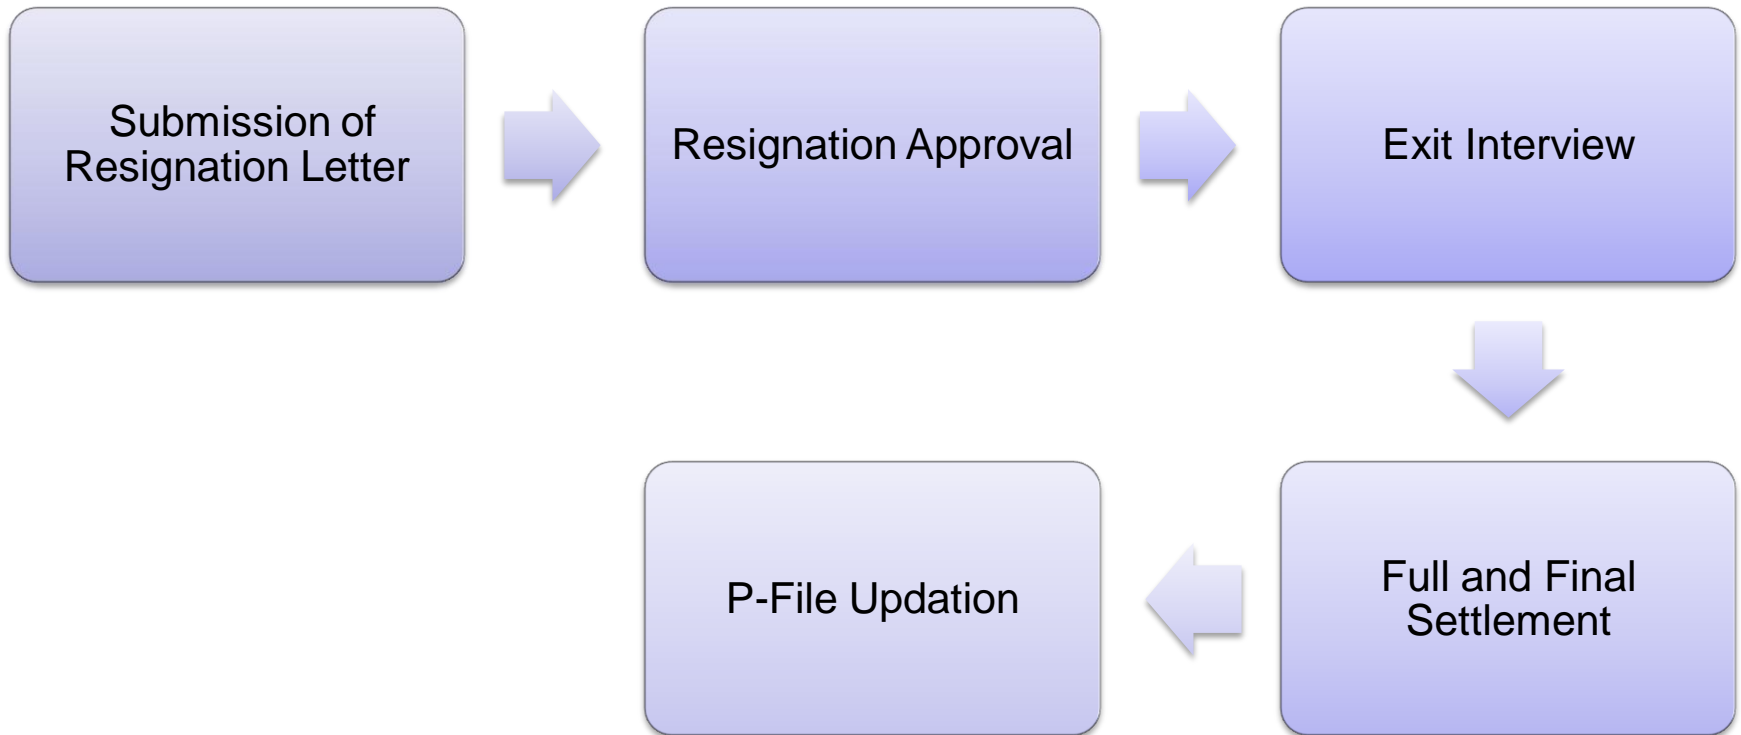 Submission of
Resignation Letter
Resignation Approval
Exit Interview
Full and Final
Settlement
P-File Updation